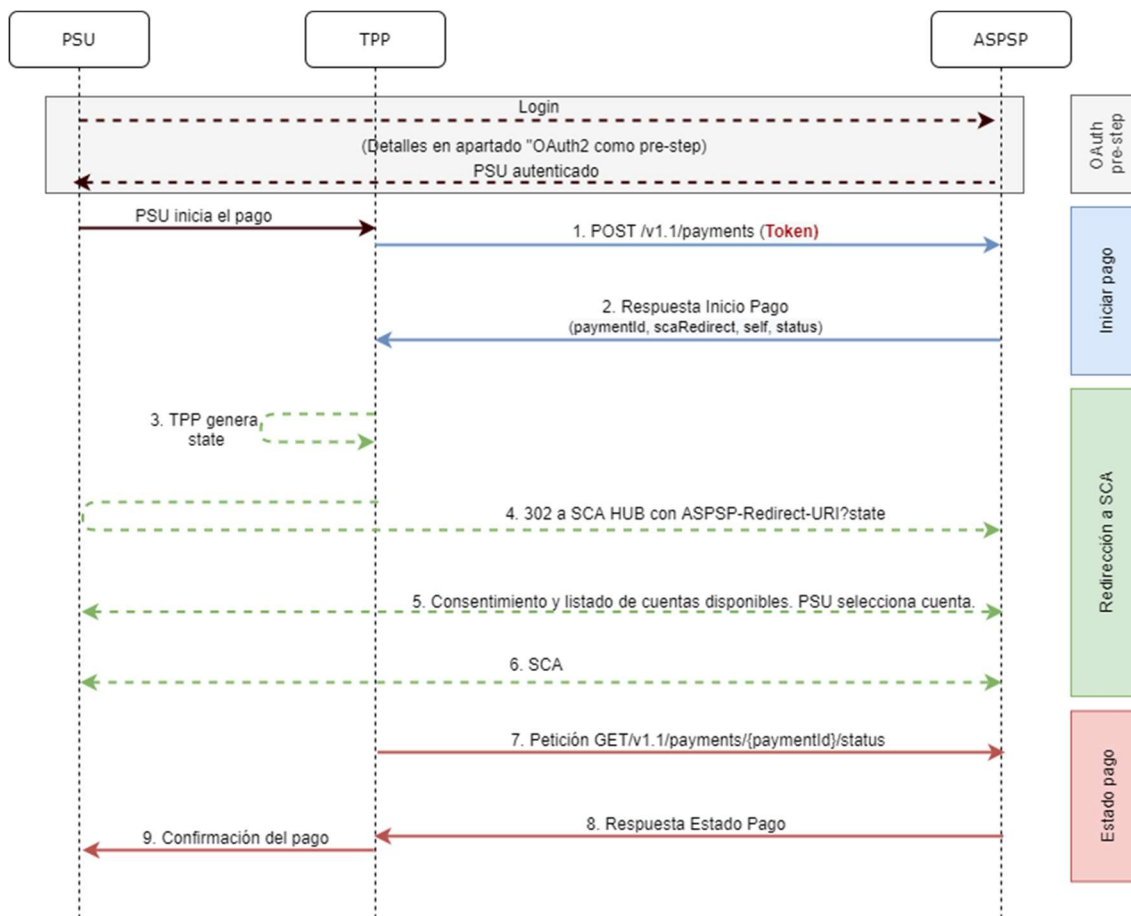 PSU
TPP
ASPSP
Login
(Detalles en apartado "OAuth2 como pre-step)
PSU autenticado
OAuth
pre-step
PSU inicia el pago
1. POST /v1.1/payments (Token)
2. Respuesta Inicio Pago
(paymentId, scaRedirect, self, status)
Iniciar pago
3. TPP genera
state
4. 302 a SCA HUB con ASPSP-Redirect-URI?state
5. Consentimiento y listado de cuentas disponibles. PSU selecciona cuenta.
6. SCA
Redirección a SCA
7. Petición GET/v1.1/payments/{paymentId}/status
8. Respuesta Estado Pago
9. Confirmación del pago
Estado pago